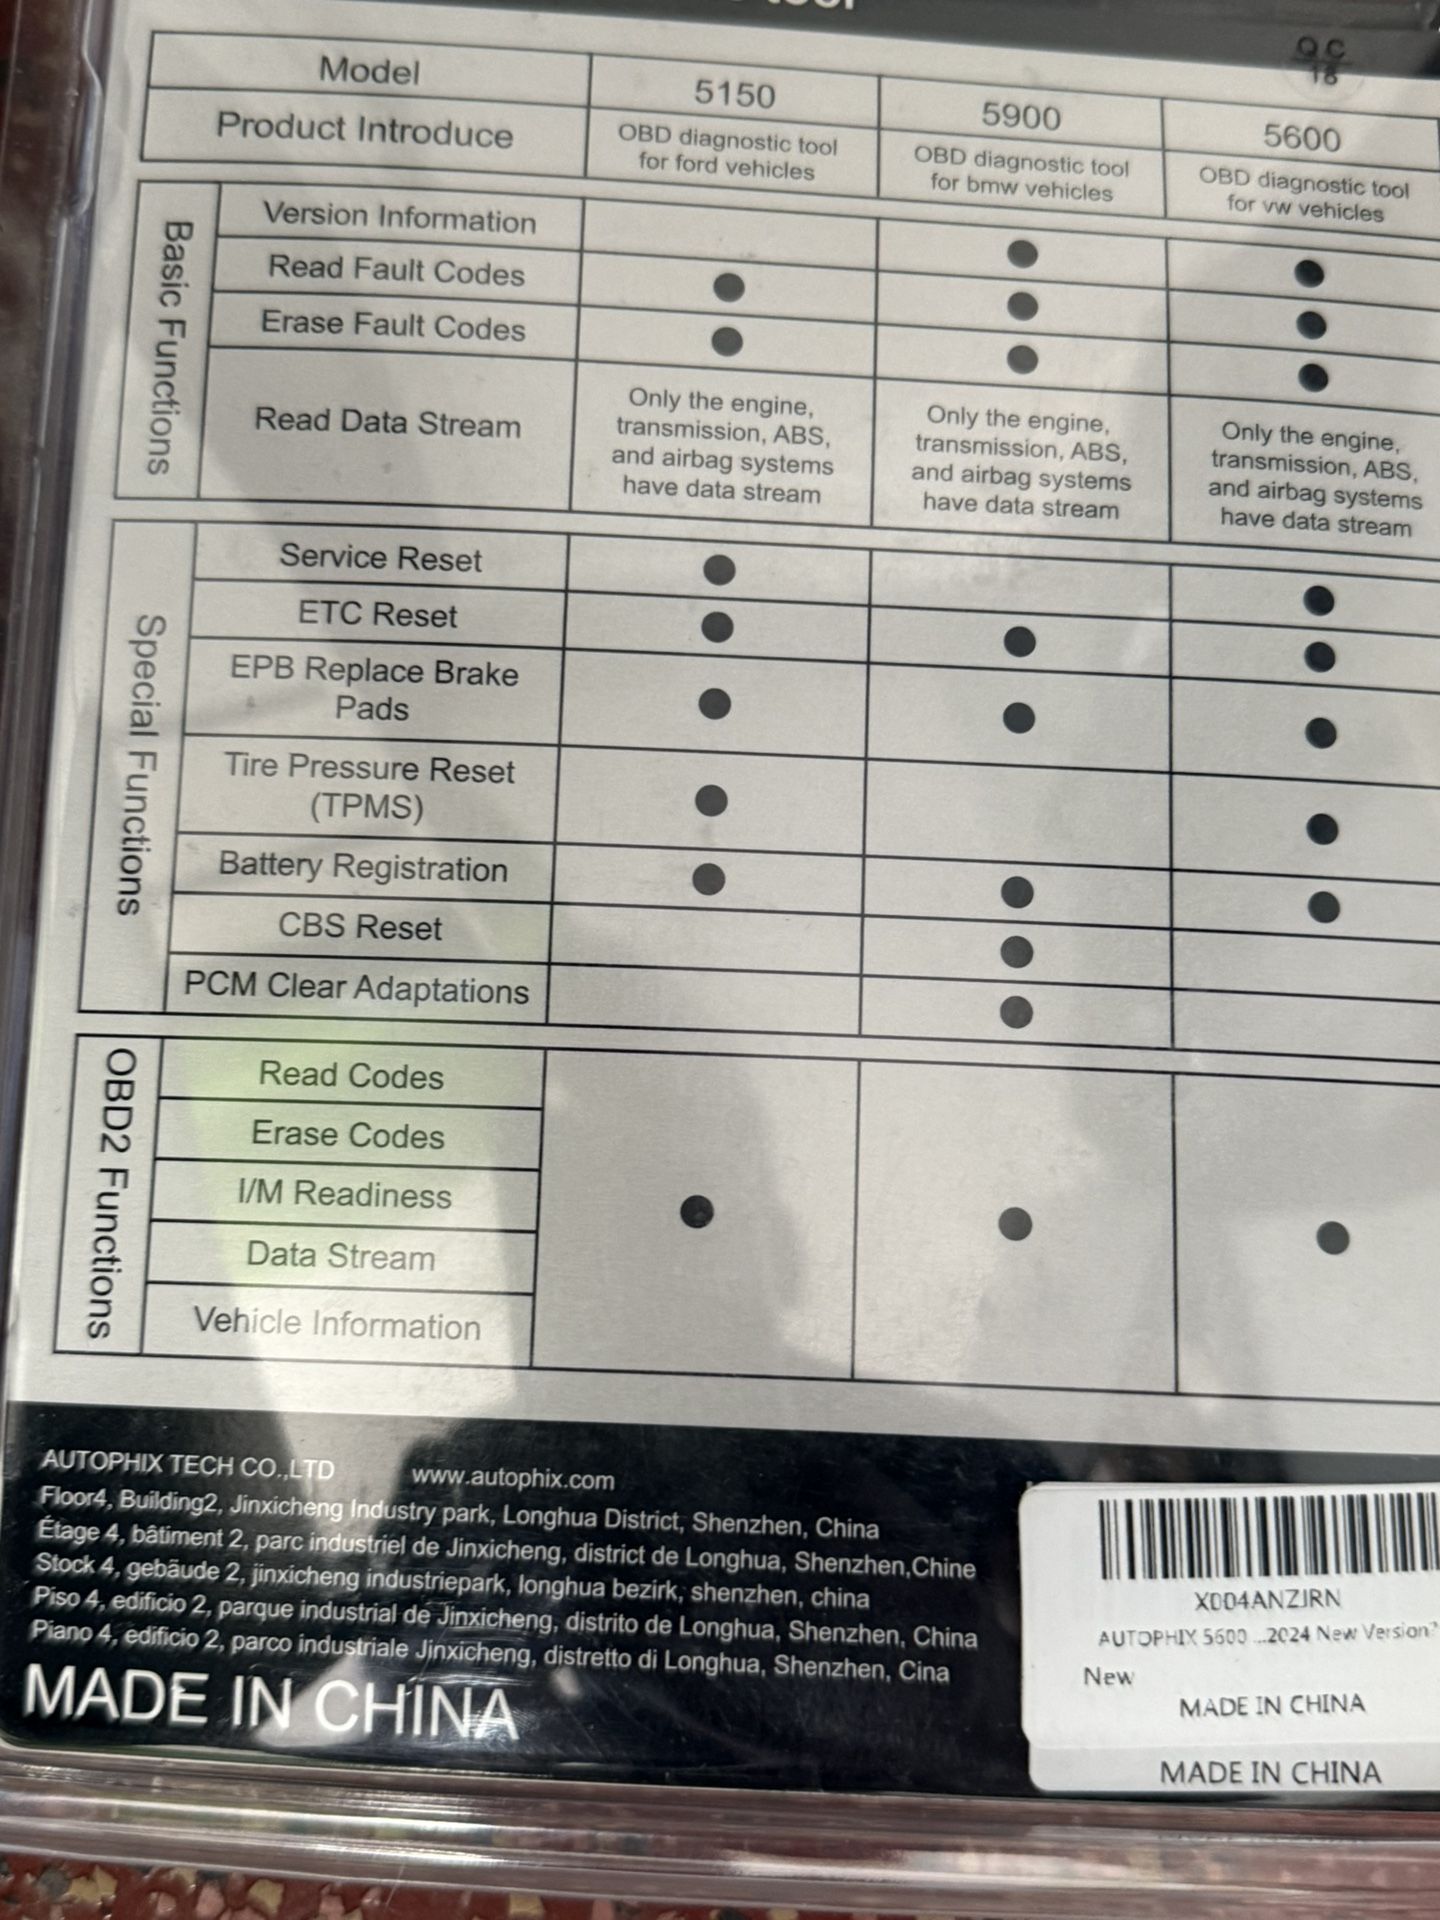 tool
QC
18
Model 5150 5900 5600
Product Introduce
OBD diagnostic tool
for ford vehicles
OBD diagnostic tool
for bmw vehicles
OBD diagnostic tool
for vw vehicles
Basic Functions
Version Information ● ●
Read Fault Codes ● ● ●
Erase Fault Codes ● ● ●
Read Data Stream
Only the engine,
transmission, ABS,
and airbag systems
have data stream
Only the engine,
transmission, ABS,
and airbag systems
have data stream
Only the engine,
transmission, ABS,
and airbag systems
have data stream
Special Functions
Service Reset ● ●
ETC Reset ● ● ●
EPB Replace Brake
Pads ● ● ●
Tire Pressure Reset
(TPMS) ● ●
Battery Registration ● ● ●
CBS Reset ●
PCM Clear Adaptations ●
OBD2 Functions
Read Codes
Erase Codes
I/M Readiness ● ● ●
Data Stream
Vehicle Information
AUTOPHIX TECH CO.,LTD www.autophix.com
Floor4, Building2, Jinxicheng Industry park, Longhua District, Shenzhen, China
Étage 4, bâtiment 2, parc industriel de Jinxicheng, district de Longhua, Shenzhen,Chine
Stock 4, gebäude 2, jinxicheng industriepark, longhua bezirk, shenzhen, china
Piso 4, edificio 2, parque industrial de Jinxicheng, distrito de Longhua, Shenzhen, China
Piano 4, edificio 2, parco industriale Jinxicheng, distretto di Longhua, Shenzhen, Cina
MADE IN CHINA
X004ANZJRN
AUTOPHIX 5600 ...2024 New Version?
New
MADE IN CHINA
MADE IN CHINA